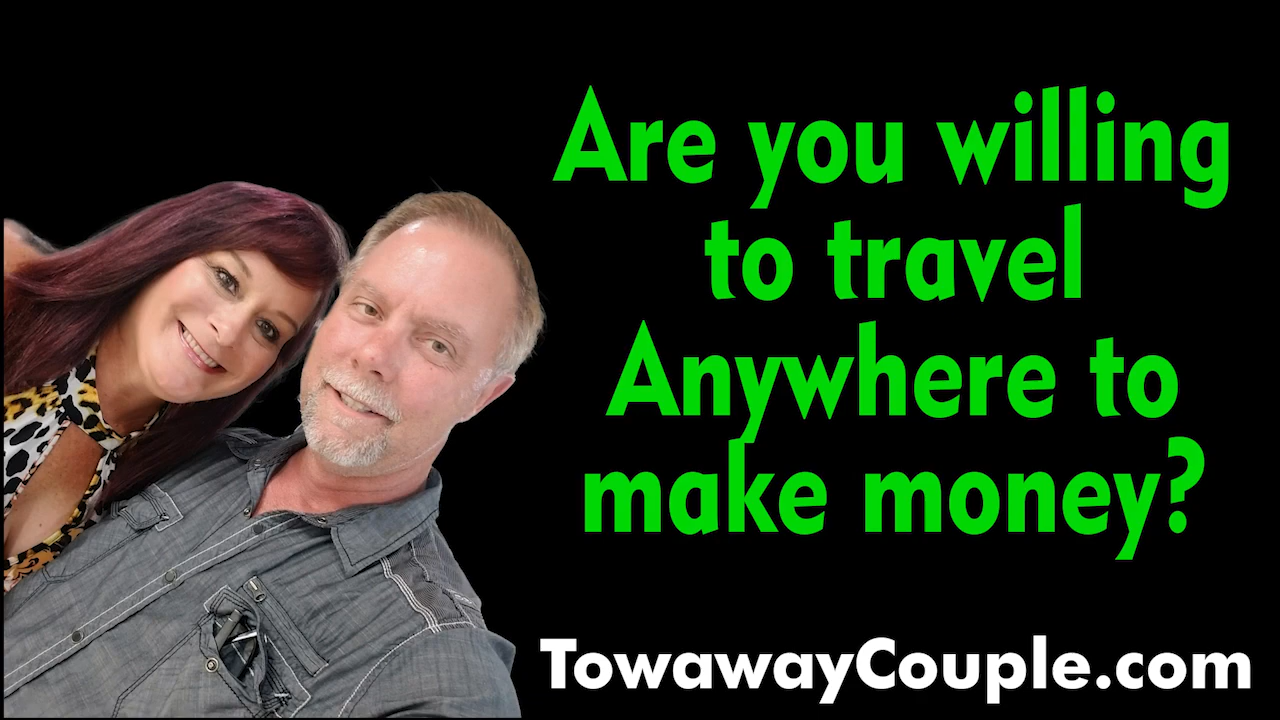 Are you willing
to travel
Anywhere to
make money?
TowawayCouple.com